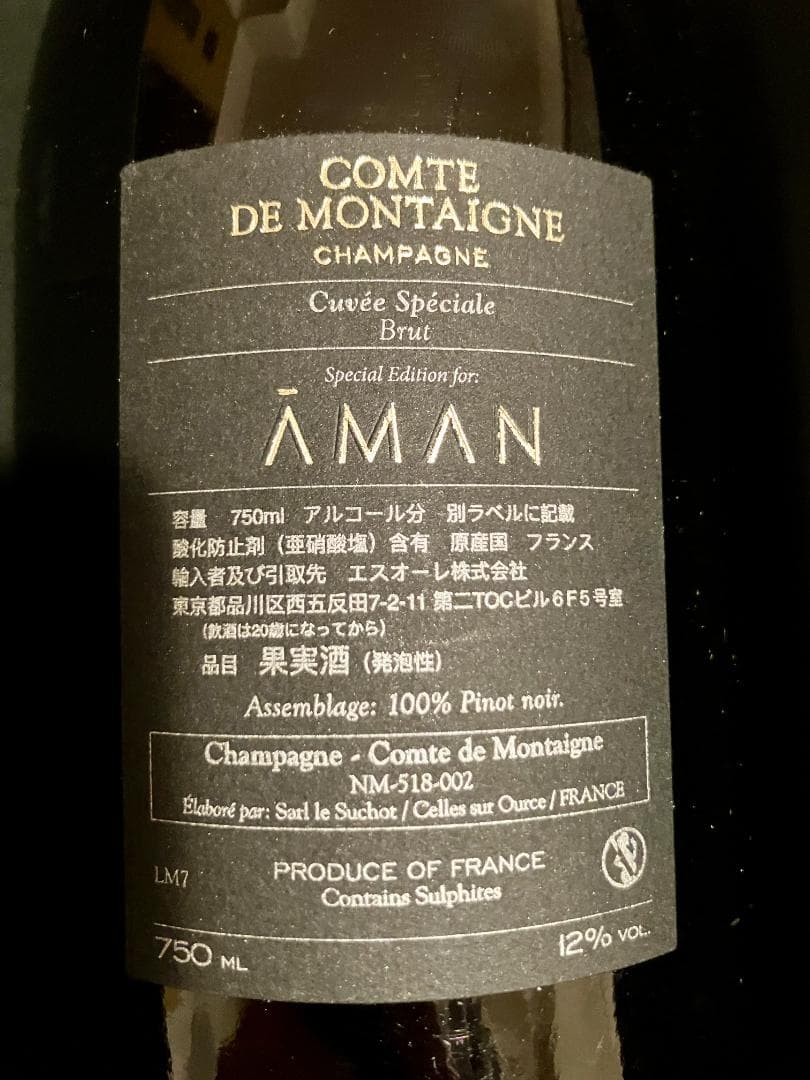 COMTE
DE MONTAIGNE
CHAMPAGNE
Cuvée Spéciale
Brut
Special Edition for:
ĀMAN
容量 750ml アルコール分 別ラベルに記載
酸化防止剤（亜硝酸塩）含有 原産国 フランス
輸入者及び引取先 エスオーレ株式会社
東京都品川区西五反田7-2-11 第二TOCビル6F5号室
（飲酒は20歳になってから）
品目 果実酒（発泡性）
Assemblage: 100% Pinot noir.
Champagne - Comte de Montaigne
NM-518-002
Élaboré par: Sarl le Suchot / Celles sur Ource / FRANCE
LM7
PRODUCE OF FRANCE
Contains Sulphites
750 ML
12% VOL.